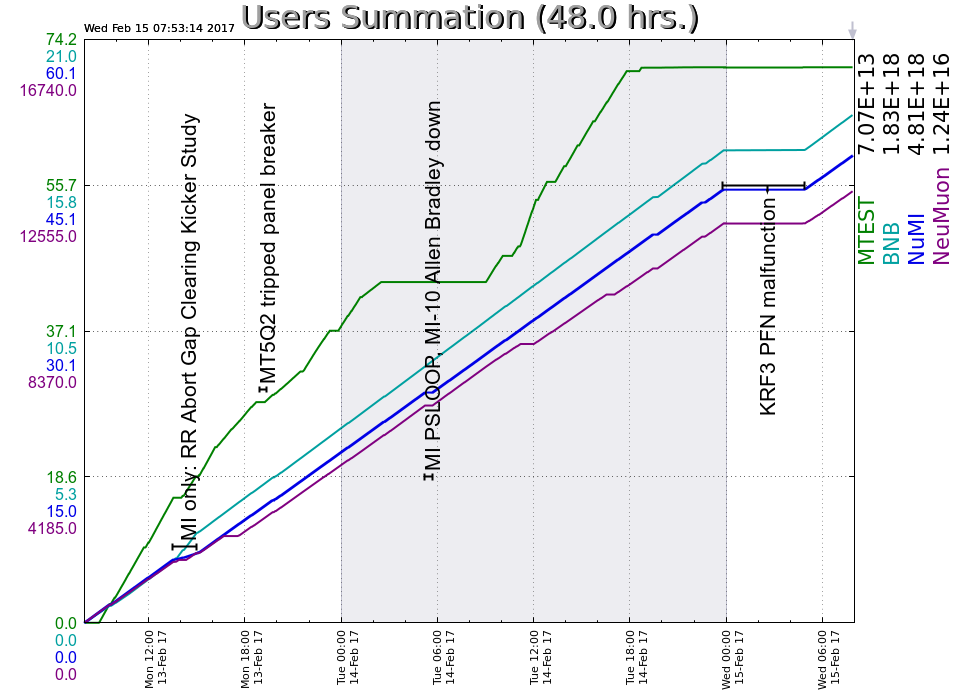 Users Summation (48.0 hrs.)
Wed Feb 15 07:53:14 2017
74.2
21.0
60.1
16740.0
55.7
15.8
45.1
12555.0
37.1
10.5
30.1
8370.0
18.6
5.3
15.0
4185.0
0.0
0.0
0.0
0.0
MI only: RR Abort Gap Clearing Kicker Study
MT5Q2 tripped panel breaker
MI PSLOOP, MI-10 Allen Bradley down
KRF3 PFN malfunction
MTEST 7.07E+13
BNB 1.83E+18
NuMI 4.81E+18
NeuMuon 1.24E+16
Mon 12:00
13-Feb 17
Mon 18:00
13-Feb 17
Tue 00:00
14-Feb 17
Tue 06:00
14-Feb 17
Tue 12:00
14-Feb 17
Tue 18:00
14-Feb 17
Wed 00:00
15-Feb 17
Wed 06:00
15-Feb 17